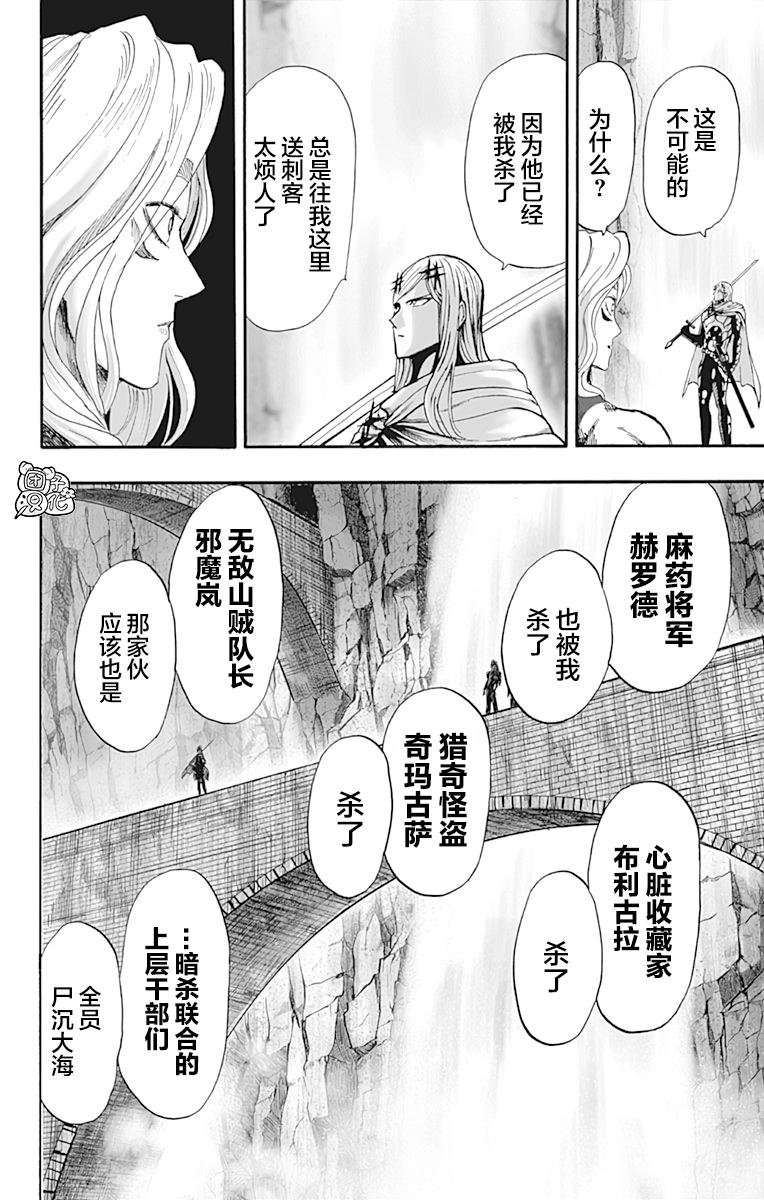 这是
不可能的
为什么？
因为他已经
被我杀了
总是往我这里
送刺客
太烦人了
团子
汉化
麻药将军
赫罗德
也被我
杀了
无敌山贼队长
邪魔岚
那家伙
应该也是
心脏收藏家
布利古拉
杀了
猎奇怪盗
奇玛古萨
杀了
…暗杀联合的
上层干部们
全员
尸沉大海